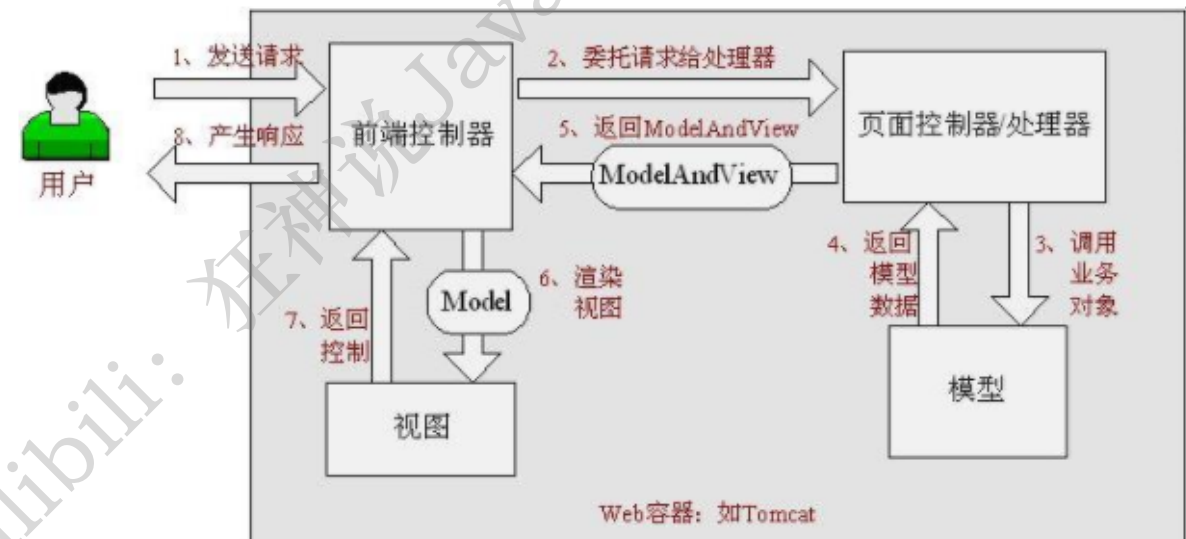 1、发送请求
2、委托请求给处理器
8、产生响应
前端控制器
5、返回ModelAndView
页面控制器/处理器
ModelAndView
用户
4、返回
模型
数据
3、调用
业务
对象
6、渲染
视图
Model
7、返回
控制
模型
视图
Web容器：如Tomcat
狂神说Java
bilibili：